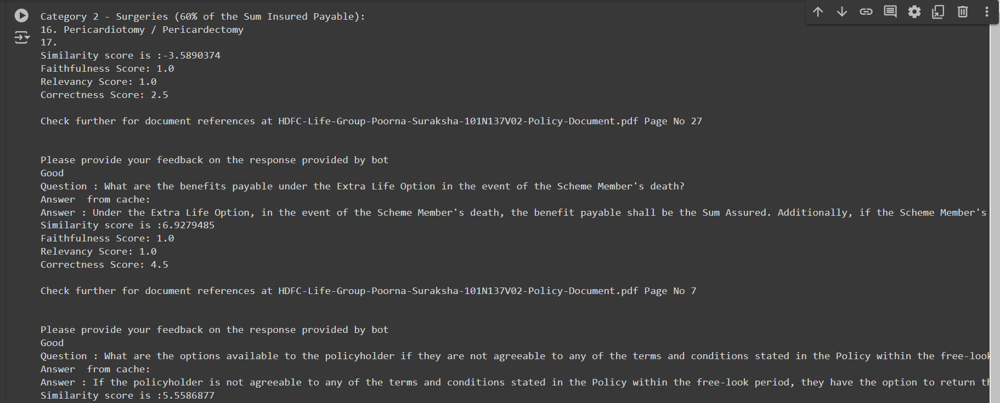 Category 2 - Surgeries (60% of the Sum Insured Payable):
16. Pericardiotomy / Pericardectomy
17.
Similarity score is :-3.5890374
Faithfulness Score: 1.0
Relevancy Score: 1.0
Correctness Score: 2.5
Check further for document references at HDFC-Life-Group-Poorna-Suraksha-101N137V02-Policy-Document.pdf Page No 27
Please provide your feedback on the response provided by bot
Good
Question : What are the benefits payable under the Extra Life Option in the event of the Scheme Member's death?
Answer  from cache:
Answer : Under the Extra Life Option, in the event of the Scheme Member's death, the benefit payable shall be the Sum Assured. Additionally, if the Scheme Member's
Similarity score is :6.9279485
Faithfulness Score: 1.0
Relevancy Score: 1.0
Correctness Score: 4.5
Check further for document references at HDFC-Life-Group-Poorna-Suraksha-101N137V02-Policy-Document.pdf Page No 7
Please provide your feedback on the response provided by bot
Good
Question : What are the options available to the policyholder if they are not agreeable to any of the terms and conditions stated in the Policy within the free-look
Answer  from cache:
Answer : If the policyholder is not agreeable to any of the terms and conditions stated in the Policy within the free-look period, they have the option to return th
Similarity score is :5.5586877